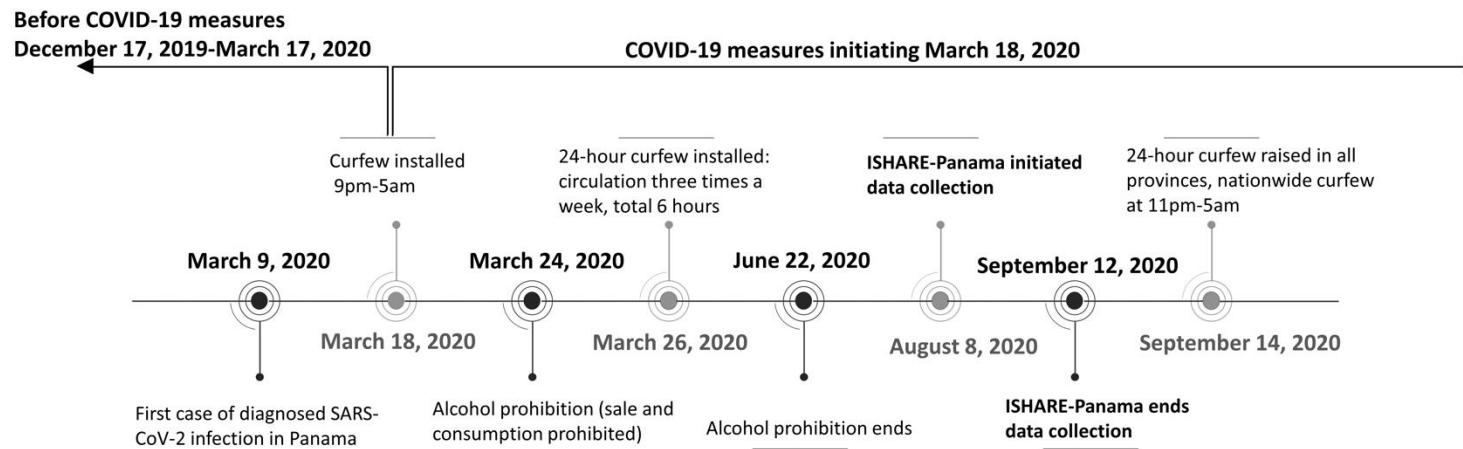 Before COVID-19 measures
December 17, 2019-March 17, 2020
COVID-19 measures initiating March 18, 2020
Curfew installed
9pm-5am
24-hour curfew installed:
circulation three times a
week, total 6 hours
ISHARE-Panama initiated
data collection
24-hour curfew raised in all
provinces, nationwide curfew
at 11pm-5am
March 9, 2020
March 24, 2020
June 22, 2020
September 12, 2020
March 18, 2020
March 26, 2020
August 8, 2020
September 14, 2020
First case of diagnosed SARS-
CoV-2 infection in Panama
Alcohol prohibition (sale and
consumption prohibited)
Alcohol prohibition ends
ISHARE-Panama ends
data collection